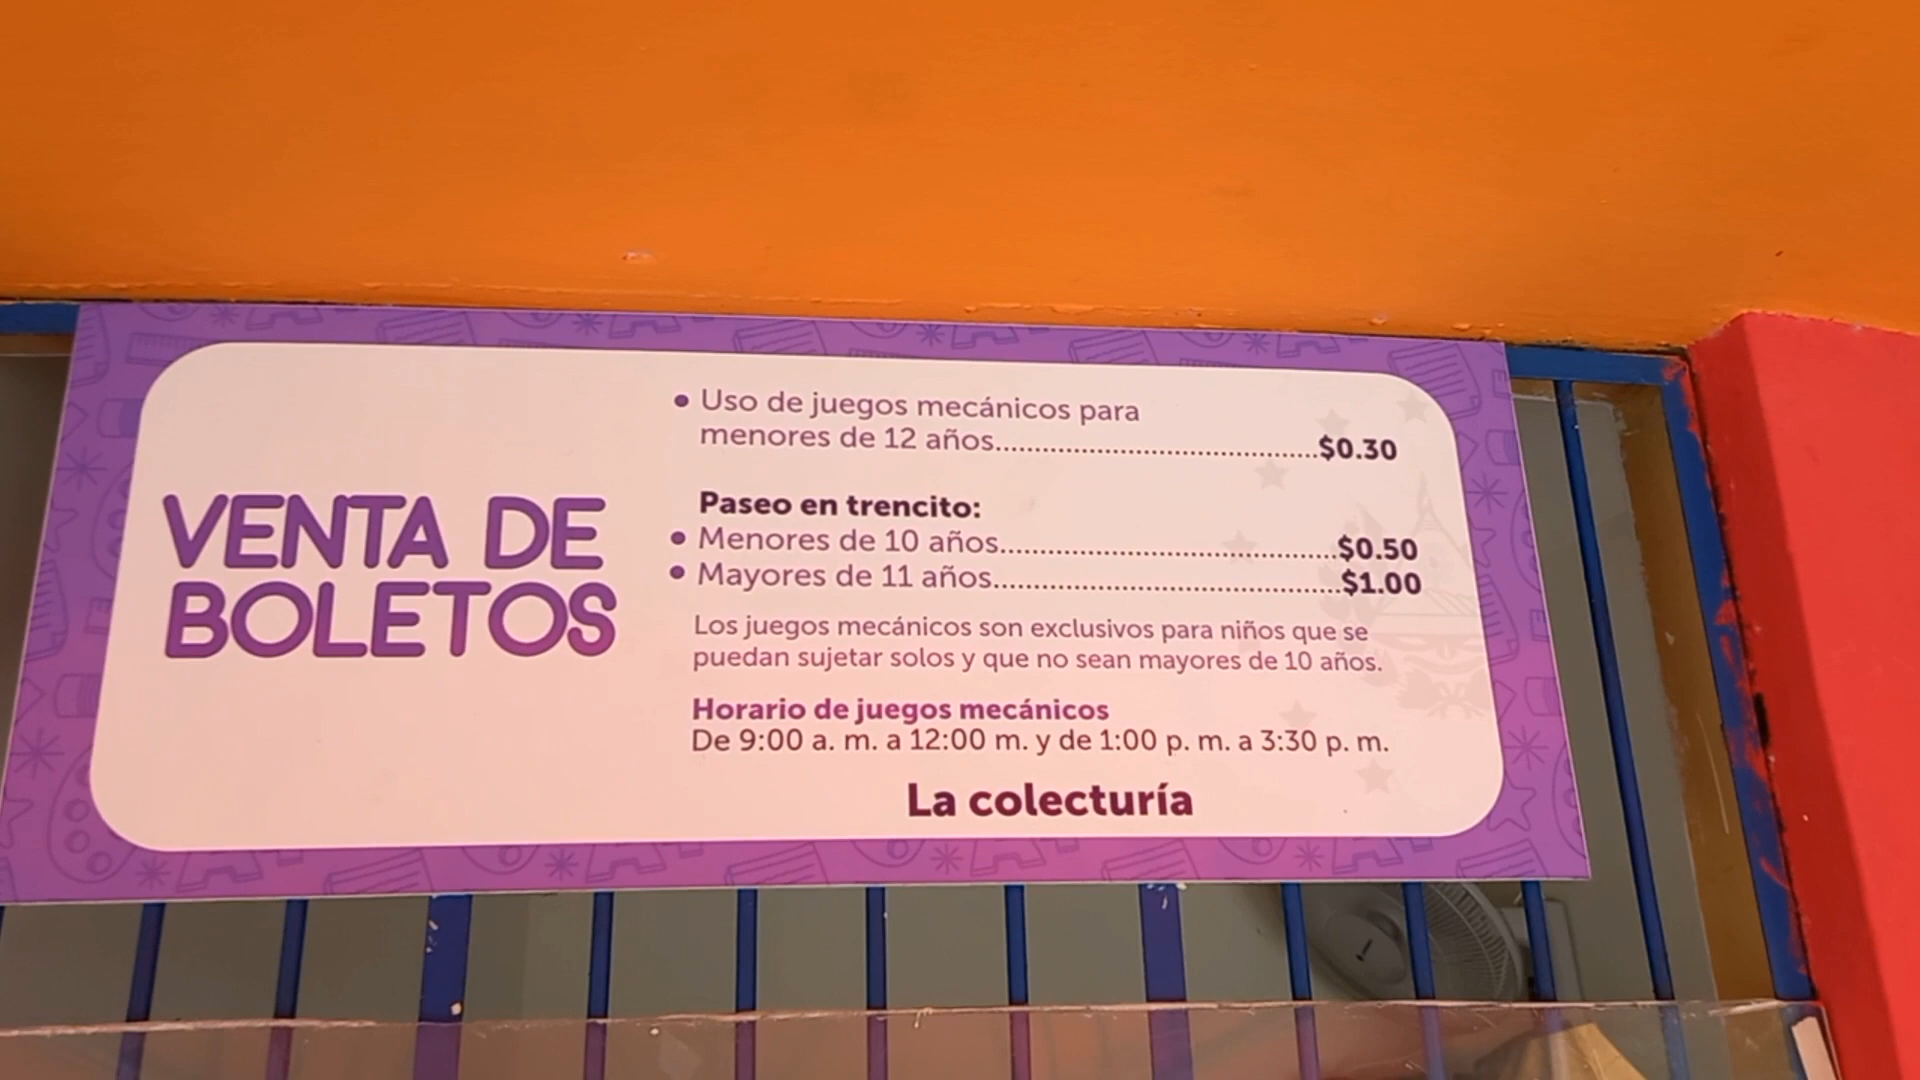 VENTA DE
BOLETOS
• Uso de juegos mecánicos para
menores de 12 años........................................$0.30
Paseo en trencito:
• Menores de 10 años..........................................$0.50
• Mayores de 11 años...........................................$1.00
Los juegos mecánicos son exclusivos para niños que se
puedan sujetar solos y que no sean mayores de 10 años.
Horario de juegos mecánicos
De 9:00 a. m. a 12:00 m. y de 1:00 p. m. a 3:30 p. m.
La colecturía